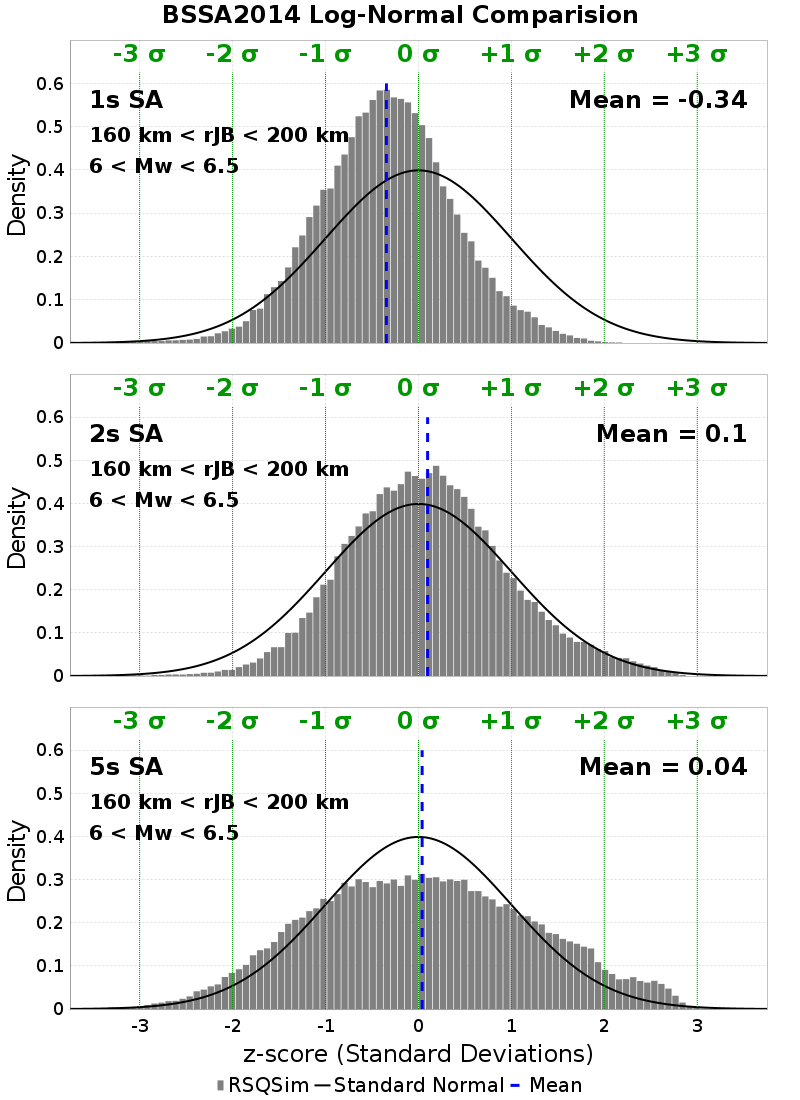 BSSA2014 Log-Normal Comparision
-3 σ -2 σ -1 σ 0 σ +1 σ +2 σ +3 σ
1s SA
Mean = -0.34
160 km < rJB < 200 km
6 < Mw < 6.5
0.6
0.5
0.4
0.3
0.2
0.1
0
Density
-3 σ -2 σ -1 σ 0 σ +1 σ +2 σ +3 σ
2s SA
Mean = 0.1
160 km < rJB < 200 km
6 < Mw < 6.5
0.6
0.5
0.4
0.3
0.2
0.1
0
Density
-3 σ -2 σ -1 σ 0 σ +1 σ +2 σ +3 σ
5s SA
Mean = 0.04
160 km < rJB < 200 km
6 < Mw < 6.5
0.6
0.5
0.4
0.3
0.2
0.1
0
Density
-3 -2 -1 0 1 2 3
z-score (Standard Deviations)
RSQSim Standard Normal Mean